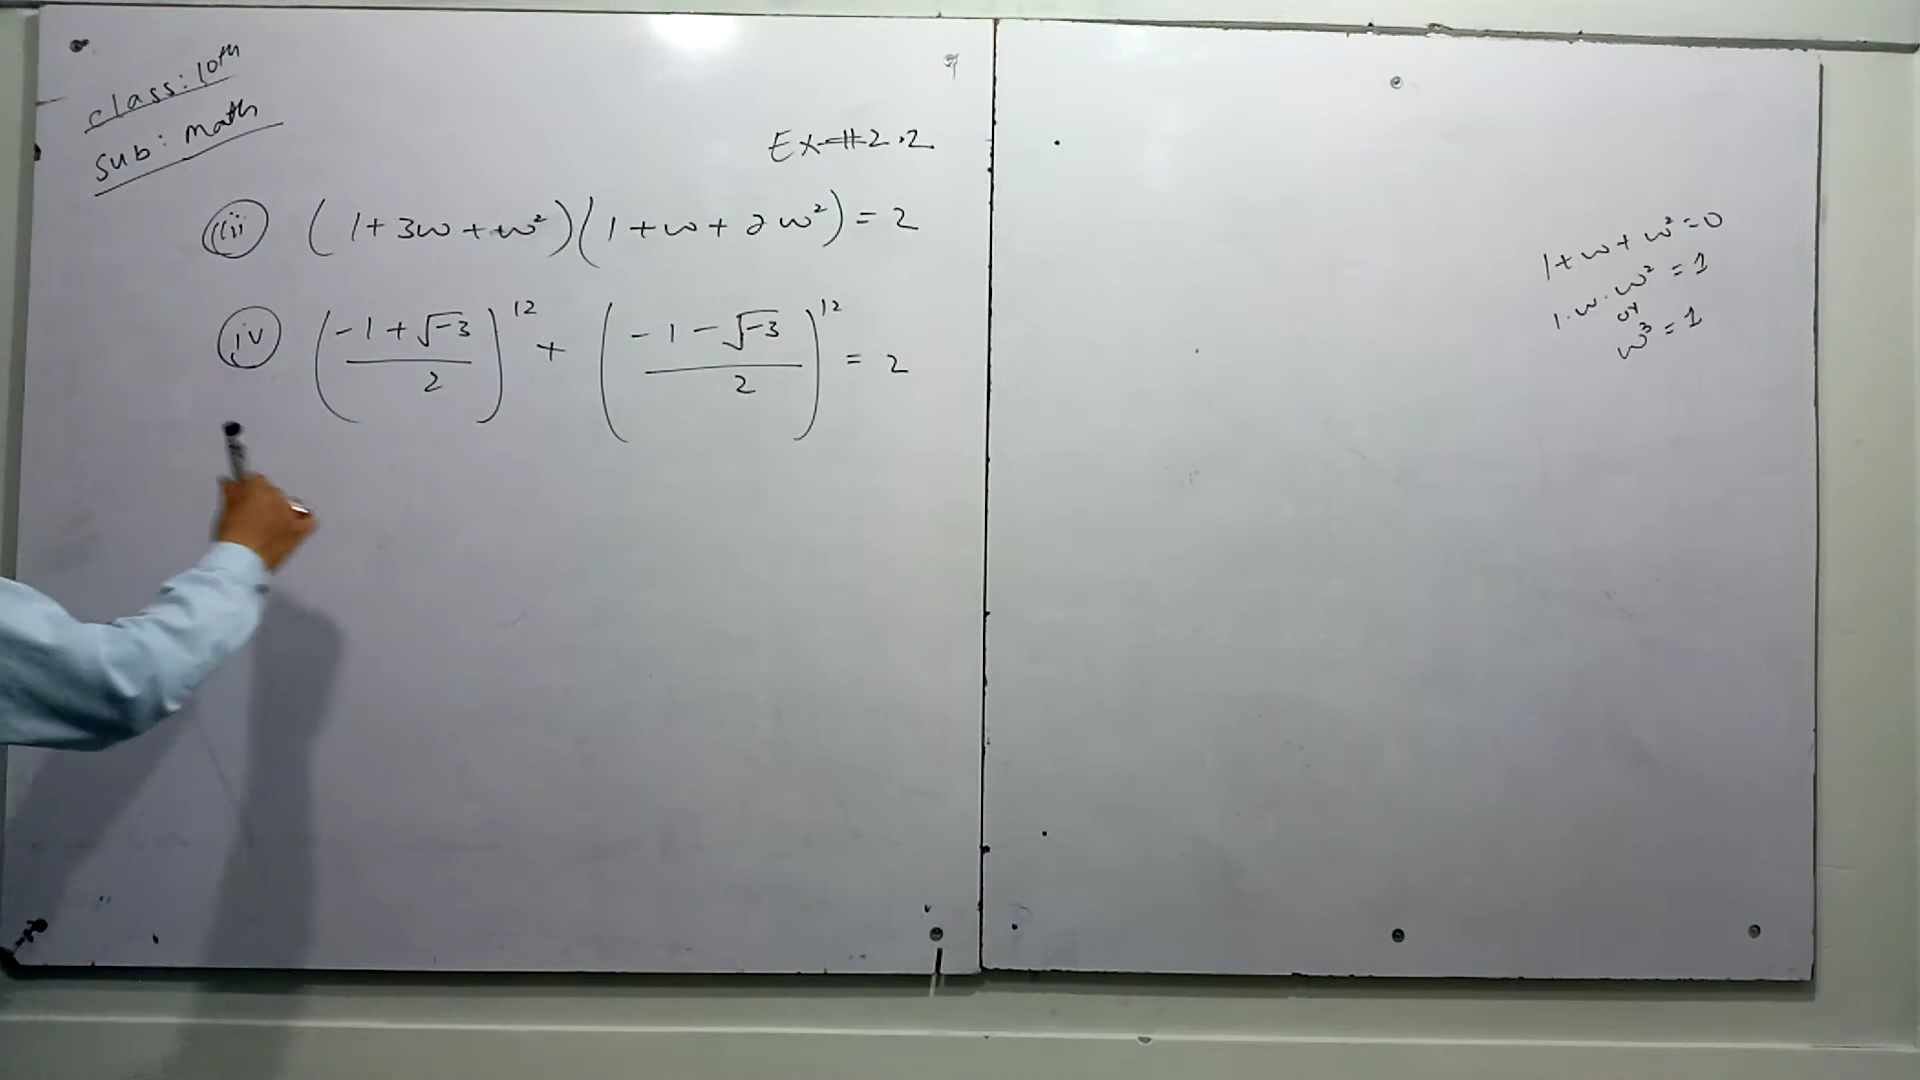 class: 10th
Sub: Math
Ex # 2.2
(iii) (1+3w+w²)(1+w+2w²) = 2
(iv) ((-1+√-3)/2)¹² + ((-1-√-3)/2)¹² = 2
1+w+w²=0
1.w.w²=1
or
w³=1